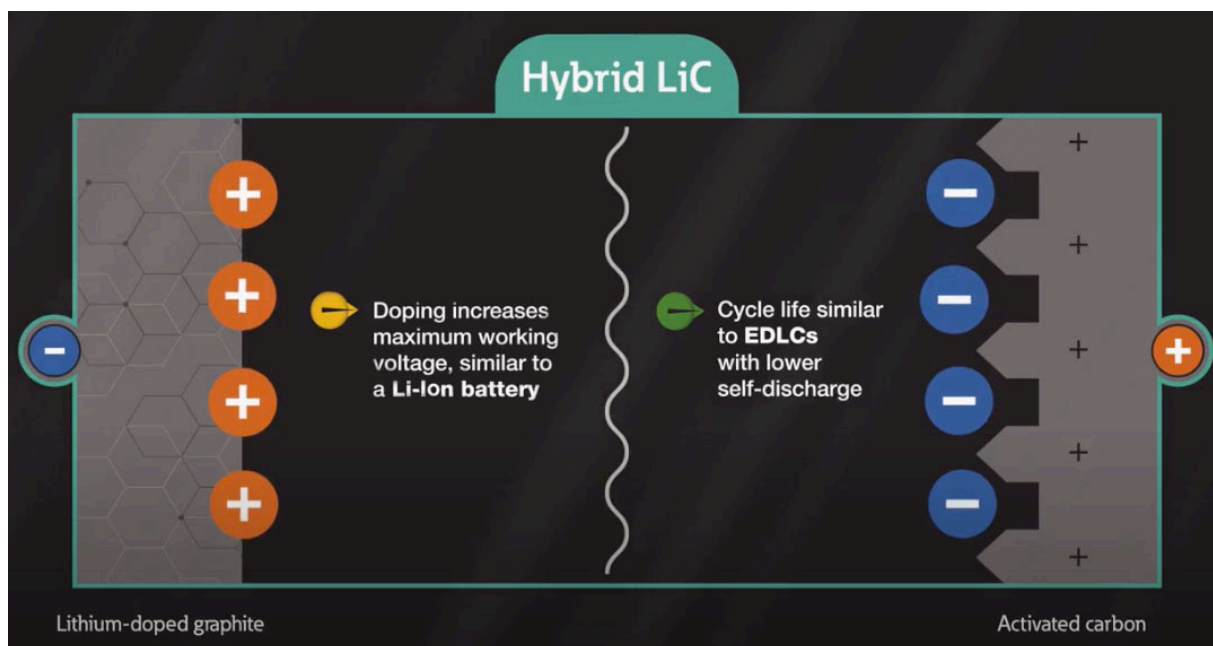 Hybrid LiC
Doping increases
maximum working
voltage, similar to
a Li-Ion battery
Cycle life similar
to EDLCs
with lower
self-discharge
Lithium-doped graphite
Activated carbon